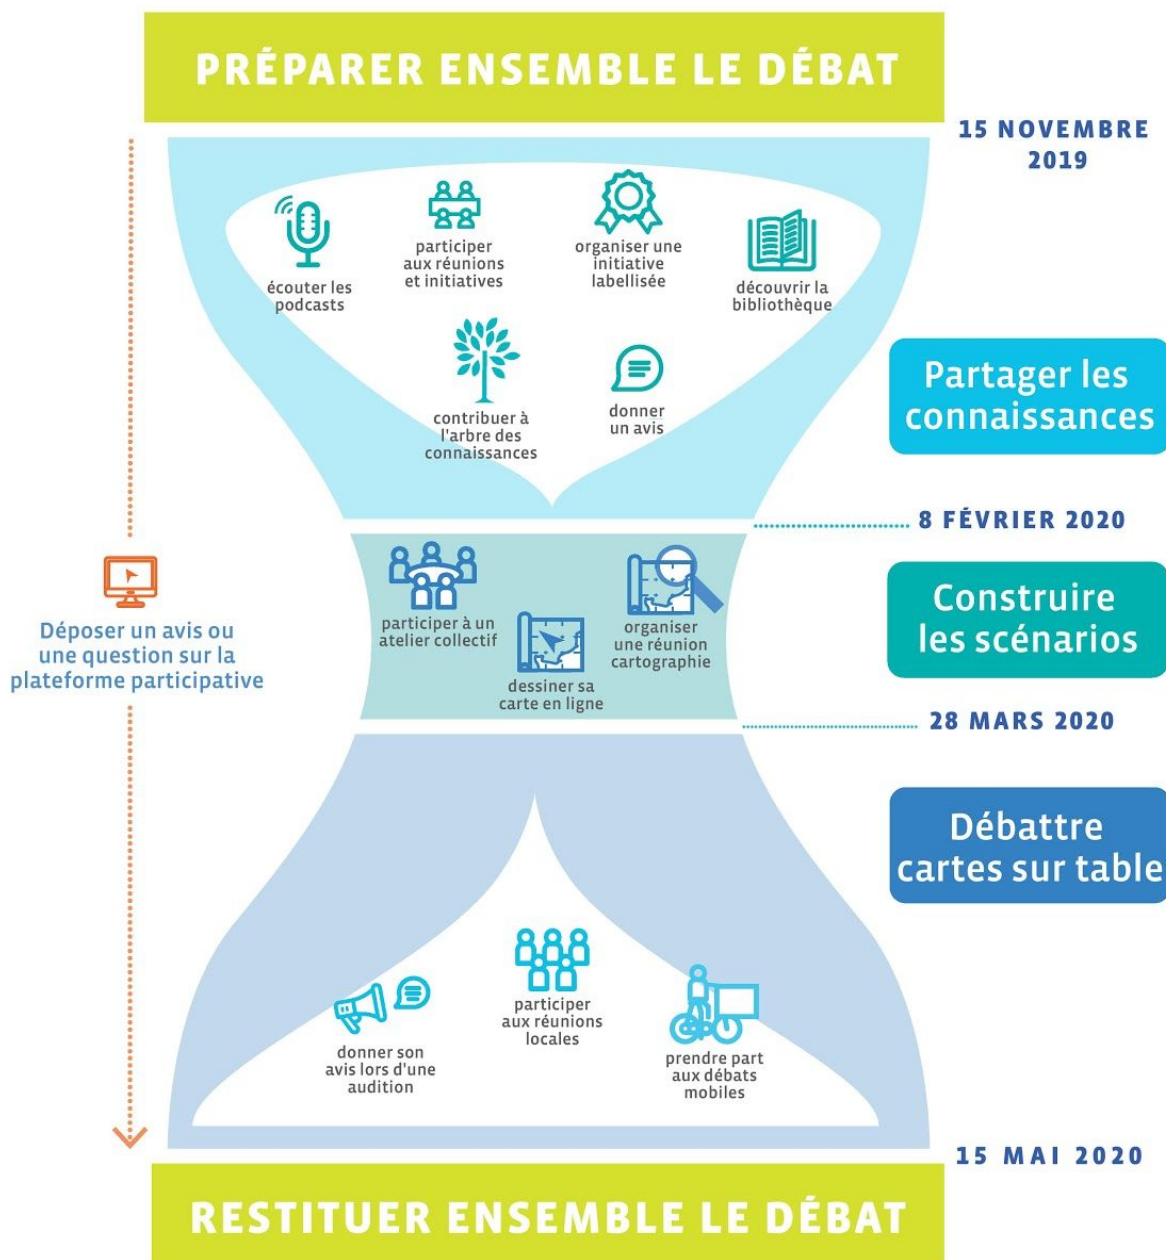 PRÉPARER ENSEMBLE LE DÉBAT
15 NOVEMBRE
2019
écouter les
podcasts
participer
aux réunions
et initiatives
organiser une
initiative
labellisée
découvrir la
bibliothèque
contribuer à
l'arbre des
connaissances
donner
un avis
Partager les
connaissances
8 FÉVRIER 2020
Déposer un avis ou
une question sur la
plateforme participative
participer à un
atelier collectif
dessiner sa
carte en ligne
organiser
une réunion
cartographie
Construire
les scénarios
28 MARS 2020
Débattre
cartes sur table
donner son
avis lors d'une
audition
participer
aux réunions
locales
prendre part
aux débats
mobiles
15 MAI 2020
RESTITUER ENSEMBLE LE DÉBAT